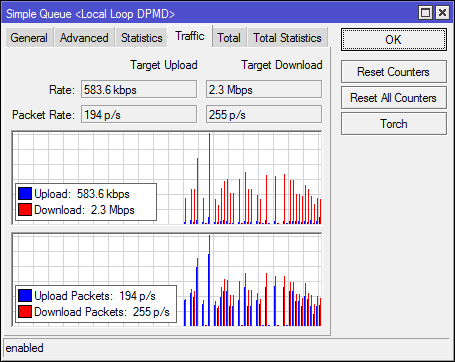 Simple Queue <Local Loop DPMD>
General Advanced Statistics Traffic Total Total Statistics
OK
Reset Counters
Reset All Counters
Torch
Target Upload Target Download
Rate: 583.6 kbps 2.3 Mbps
Packet Rate: 194 p/s 255 p/s
Upload: 583.6 kbps
Download: 2.3 Mbps
Upload Packets: 194 p/s
Download Packets: 255 p/s
enabled